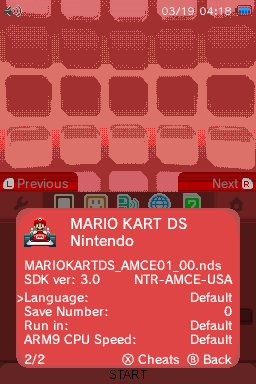 03/19 04:18
L Previous
Next R
MARIO KART DS
Nintendo
MARIOKARTDS_AMCE01_00.nds
SDK ver: 3.0 NTR-AMCE-USA
>Language: Default
Save Number: 0
Run in: Default
ARM9 CPU Speed: Default
2/2 X Cheats B Back
START